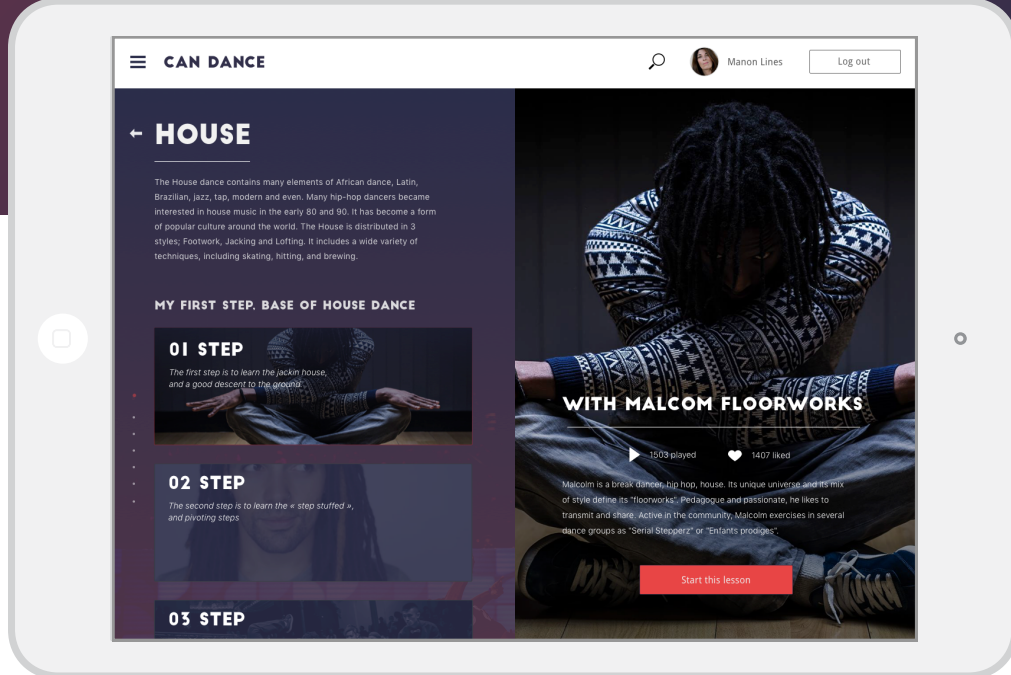 CAN DANCE
Manon Lines
Log out
HOUSE
The House dance contains many elements of African dance, Latin,
Brazilian, jazz, tap, modern and even. Many hip-hop dancers became
interested in house music in the early 80 and 90. It has become a form
of popular culture around the world. The House is distributed in 3
styles; Footwork, Jacking and Lofting. It includes a wide variety of
techniques, including skating, hitting, and brewing.
MY FIRST STEP. BASE OF HOUSE DANCE
01 STEP
The first step is to learn the jackin house,
and a good descent to the ground
02 STEP
The second step is to learn the « step stuffed »,
and pivoting steps
03 STEP
WITH MALCOM FLOORWORKS
1503 played
1407 liked
Malcolm is a break dancer, hip hop, house. Its unique universe and its mix
of style define its "floorworks". Pedagogue and passionate, he likes to
transmit and share. Active in the community, Malcolm exercises in several
dance groups as "Serial Stepperz" or "Enfants prodiges".
Start this lesson